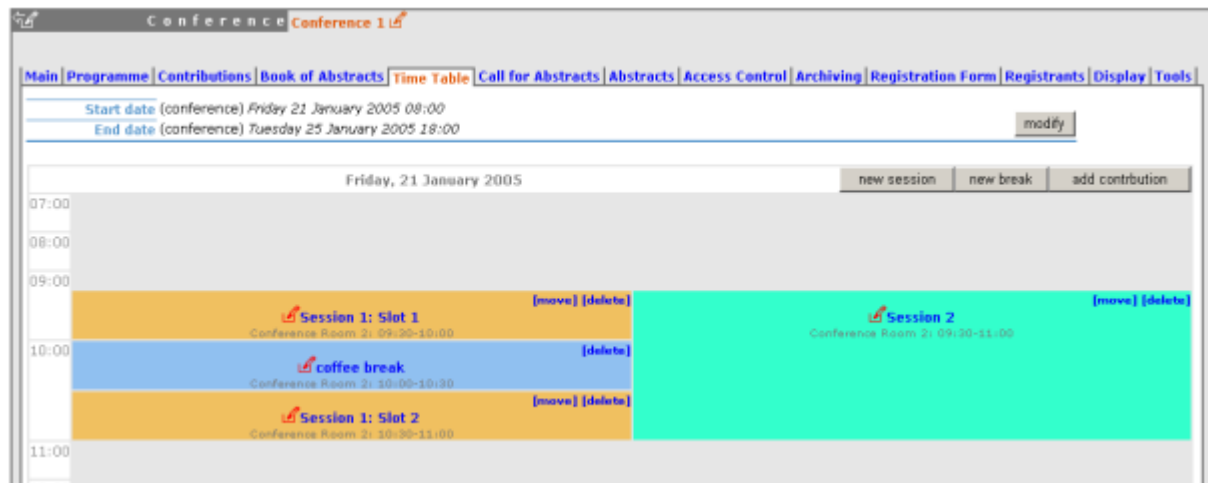 Conference Conference 1
Main Programme Contributions Book of Abstracts Time Table Call for Abstracts Abstracts Access Control Archiving Registration Form Registrants Display Tools
Start date (conference) Friday 21 January 2005 08:00
End date (conference) Tuesday 25 January 2005 18:00
modify
Friday, 21 January 2005 new session new break add contrbution
07:00
08:00
09:00
[move] [delete] [move] [delete]
Session 1: Slot 1 Session 2
Conference Room 2: 09:30-10:00 Conference Room 2: 09:30-11:00
10:00 [delete]
coffee break
Conference Room 2: 10:00-10:30
[move] [delete]
Session 1: Slot 2
Conference Room 2: 10:30-11:00
11:00